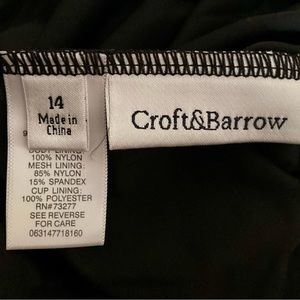 14
Made in
China
Croft&Barrow
BODY LINING:
100% NYLON
MESH LINING:
85% NYLON
15% SPANDEX
CUP LINING:
100% POLYESTER
RN#73277
SEE REVERSE
FOR CARE
063147718160